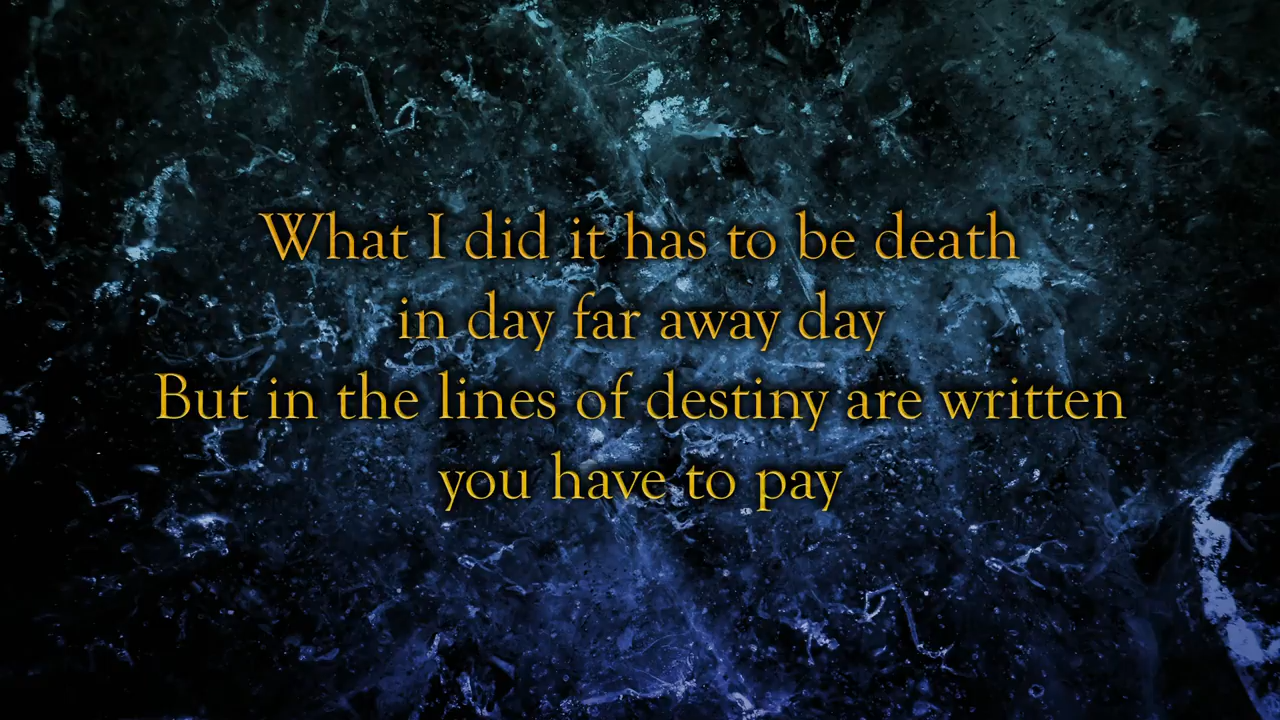 What I did it has to be death
in day far away day
But in the lines of destiny are written
you have to pay